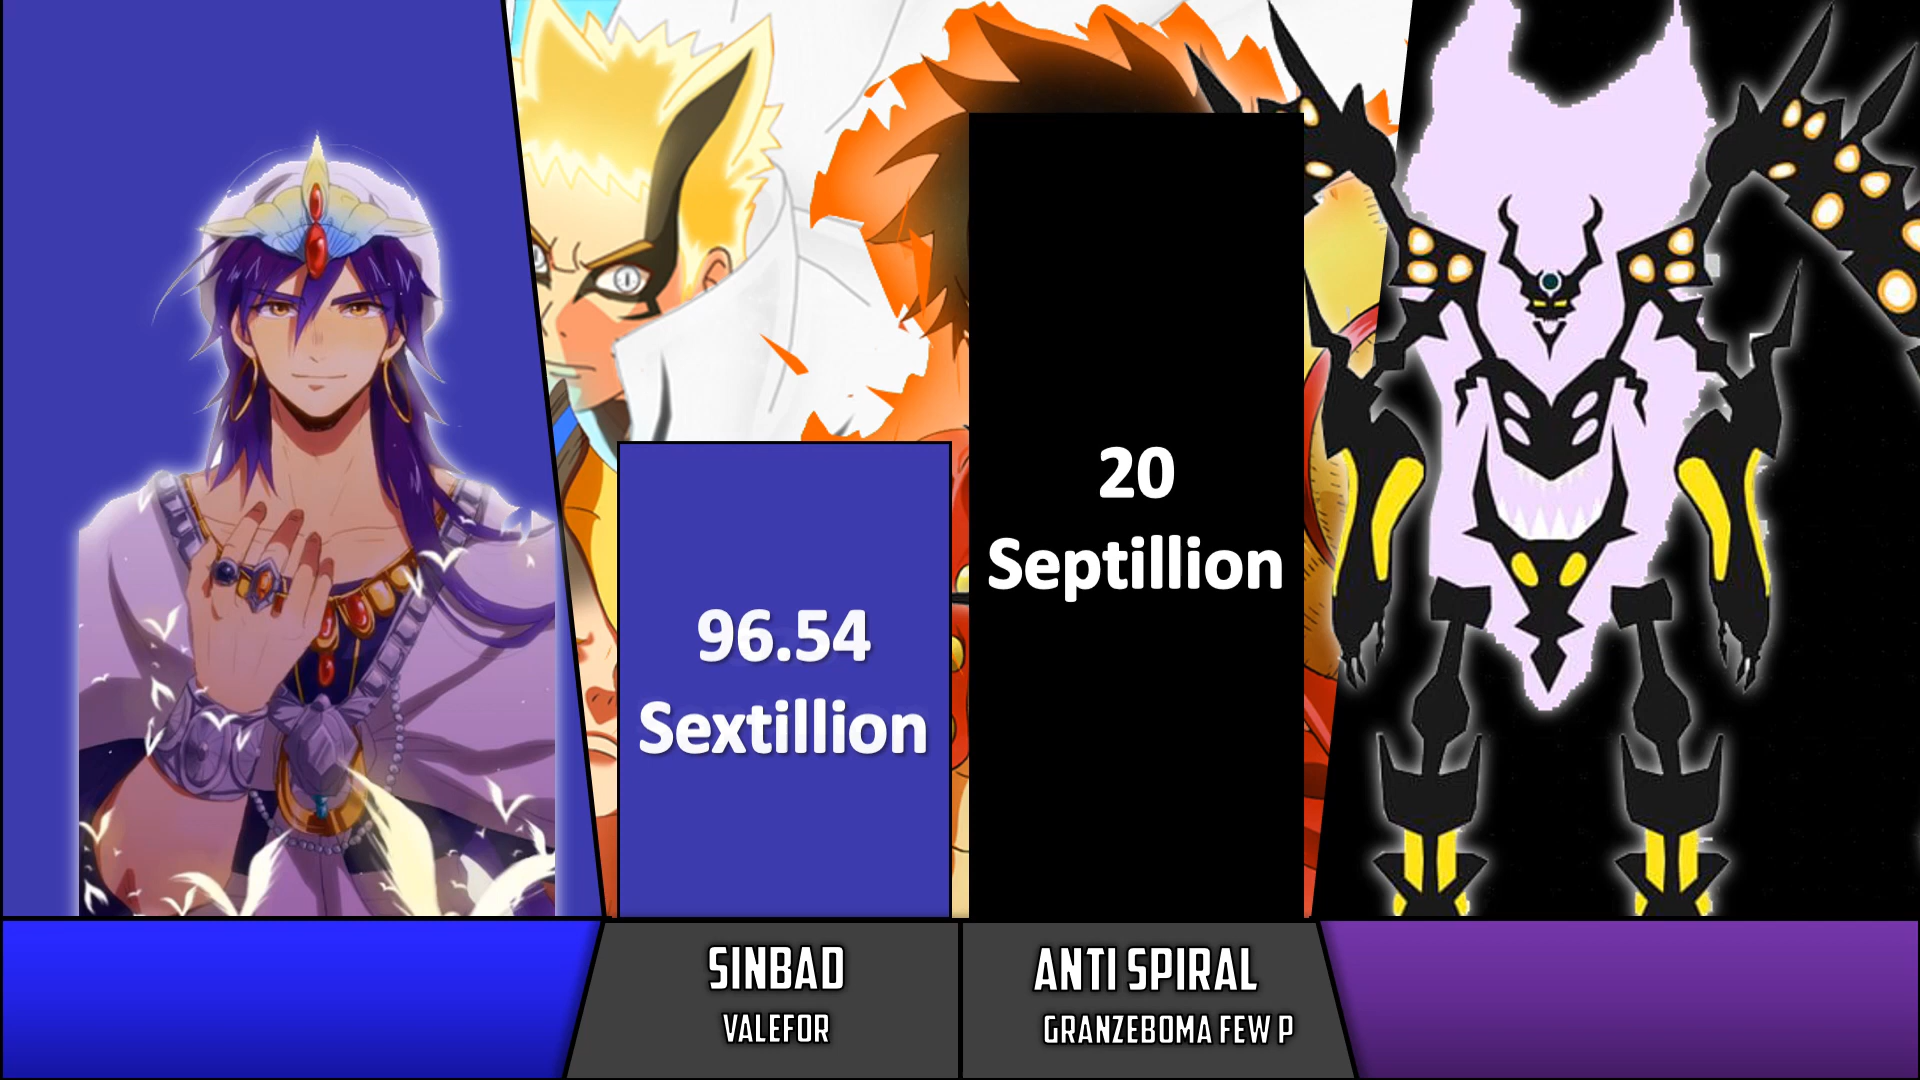 96.54
Sextillion
20
Septillion
SINBAD
VALEFOR
ANTI SPIRAL
GRANZEBOMA FEW P